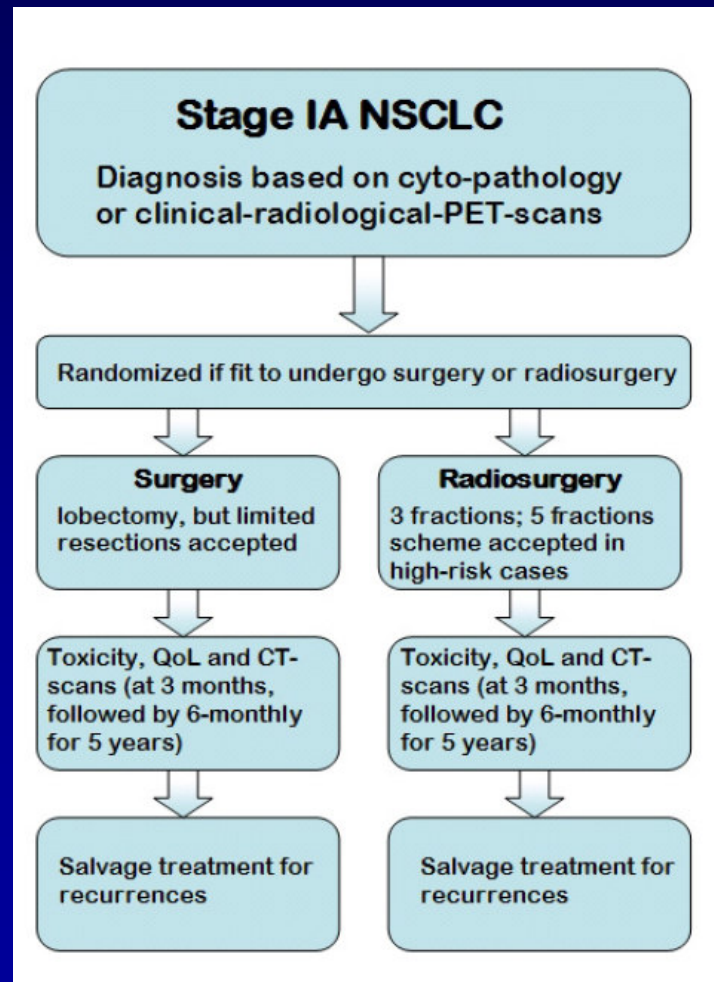 Stage IA NSCLC
Diagnosis based on cyto-pathology
or clinical-radiological-PET-scans
Randomized if fit to undergo surgery or radiosurgery
Surgery
lobectomy, but limited
resections accepted
Radiosurgery
3 fractions; 5 fractions
scheme accepted in
high-risk cases
Toxicity, QoL and CT-
scans (at 3 months,
followed by 6-monthly
for 5 years)
Toxicity, QoL and CT-
scans (at 3 months,
followed by 6-monthly
for 5 years)
Salvage treatment for
recurrences
Salvage treatment for
recurrences